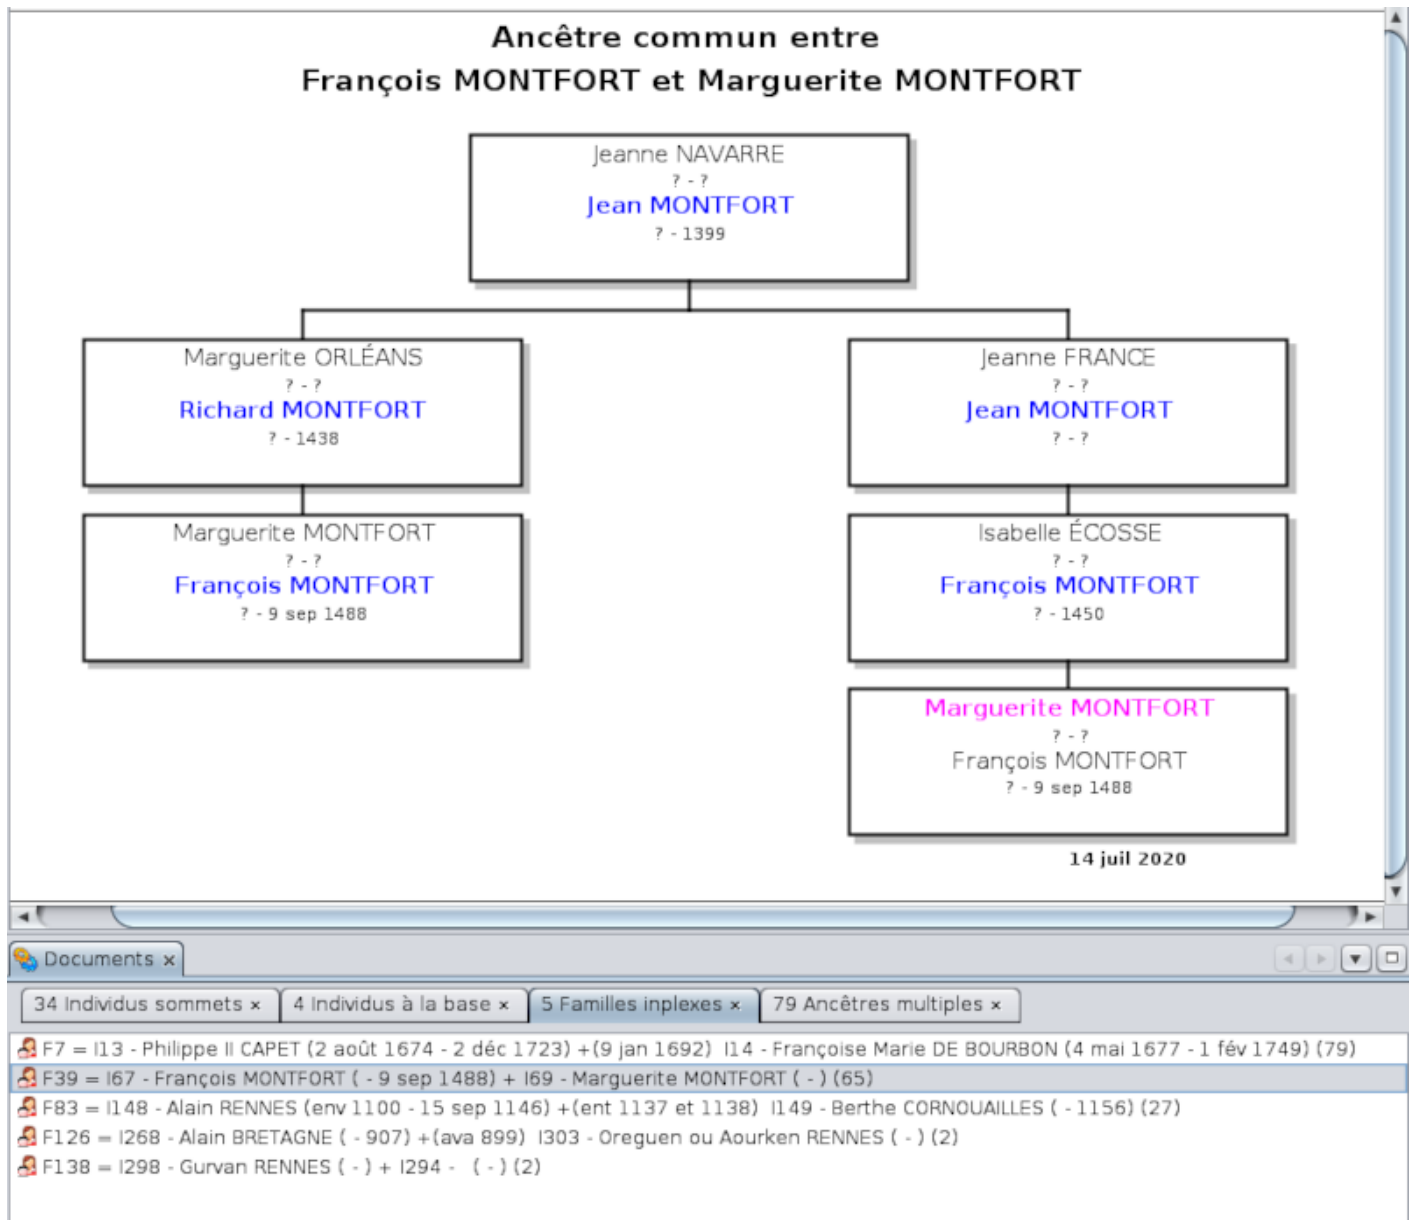 Ancêtre commun entre
François MONTFORT et Marguerite MONTFORT
Jeanne NAVARRE
? - ?
Jean MONTFORT
? - 1399
Marguerite ORLÉANS
? - ?
Richard MONTFORT
? - 1438
Jeanne FRANCE
? - ?
Jean MONTFORT
? - ?
Marguerite MONTFORT
? - ?
François MONTFORT
? - 9 sep 1488
Isabelle ÉCOSSE
? - ?
François MONTFORT
? - 1450
Marguerite MONTFORT
? - ?
François MONTFORT
? - 9 sep 1488
14 juil 2020
Documents ×
34 Individus sommets × 4 Individus à la base × 5 Familles inplexes × 79 Ancêtres multiples ×
F7 = I13 - Philippe II CAPET (2 août 1674 - 2 déc 1723) +(9 jan 1692) I14 - Françoise Marie DE BOURBON (4 mai 1677 - 1 fév 1749) (79)
F39 = I67 - François MONTFORT ( - 9 sep 1488) + I69 - Marguerite MONTFORT ( - ) (65)
F83 = I148 - Alain RENNES (env 1100 - 15 sep 1146) +(ent 1137 et 1138) I149 - Berthe CORNOUAILLES ( - 1156) (27)
F126 = I268 - Alain BRETAGNE ( - 907) +(ava 899) I303 - Oreguen ou Aourken RENNES ( - ) (2)
F138 = I298 - Gurvan RENNES ( - ) + I294 - ( - ) (2)